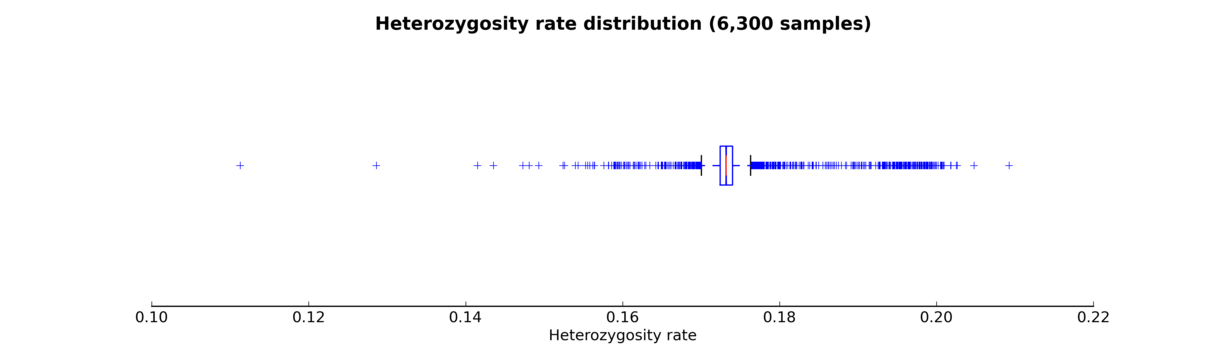 Heterozygosity rate distribution (6,300 samples)
0.10 0.12 0.14 0.16 0.18 0.20 0.22
Heterozygosity rate